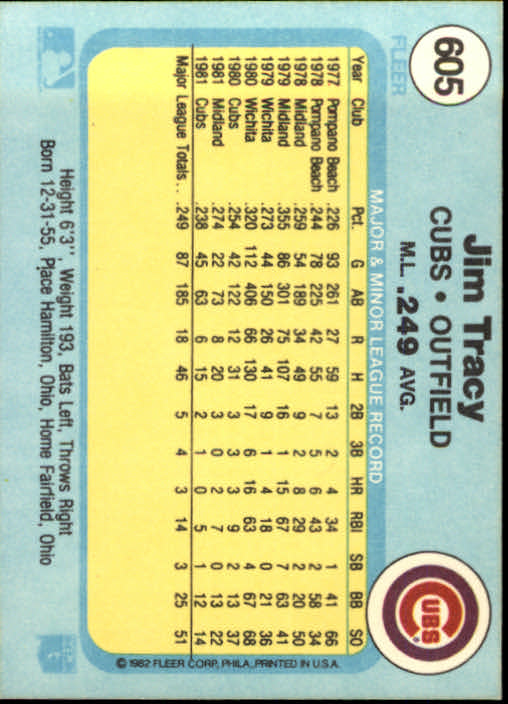 605
FLEER
Jim Tracy
CUBS • OUTFIELD
M.L. .249 AVG.
CUBS
MAJOR & MINOR LEAGUE RECORD
Year Club Pct. G AB R H 2B 3B HR RBI SB BB SO
1977 Pompano Beach .226 93 261 27 59 13 2 4 34 1 41 66
1978 Pompano Beach .244 78 225 42 55 7 5 6 43 2 58 34
1978 Midland .259 54 189 34 49 9 2 8 29 2 20 50
1979 Midland .355 86 301 75 107 16 1 15 67 7 63 41
1979 Wichita .273 44 150 26 41 9 1 4 18 0 21 36
1980 Wichita .320 112 406 66 130 17 6 16 63 4 67 68
1980 Cubs .254 42 122 12 31 3 3 3 9 2 13 37
1981 Midland .274 22 73 8 20 3 0 2 7 0 13 22
1981 Cubs .238 45 63 6 15 2 1 0 5 1 12 14
Major League Totals . . .249 87 185 18 46 5 4 3 14 3 25 51
© 1982 FLEER CORP., PHILA., PRINTED IN U.S.A.
Height 6'3", Weight 193, Bats Left, Throws Right
Born 12-31-55, Place Hamilton, Ohio, Home Fairfield, Ohio